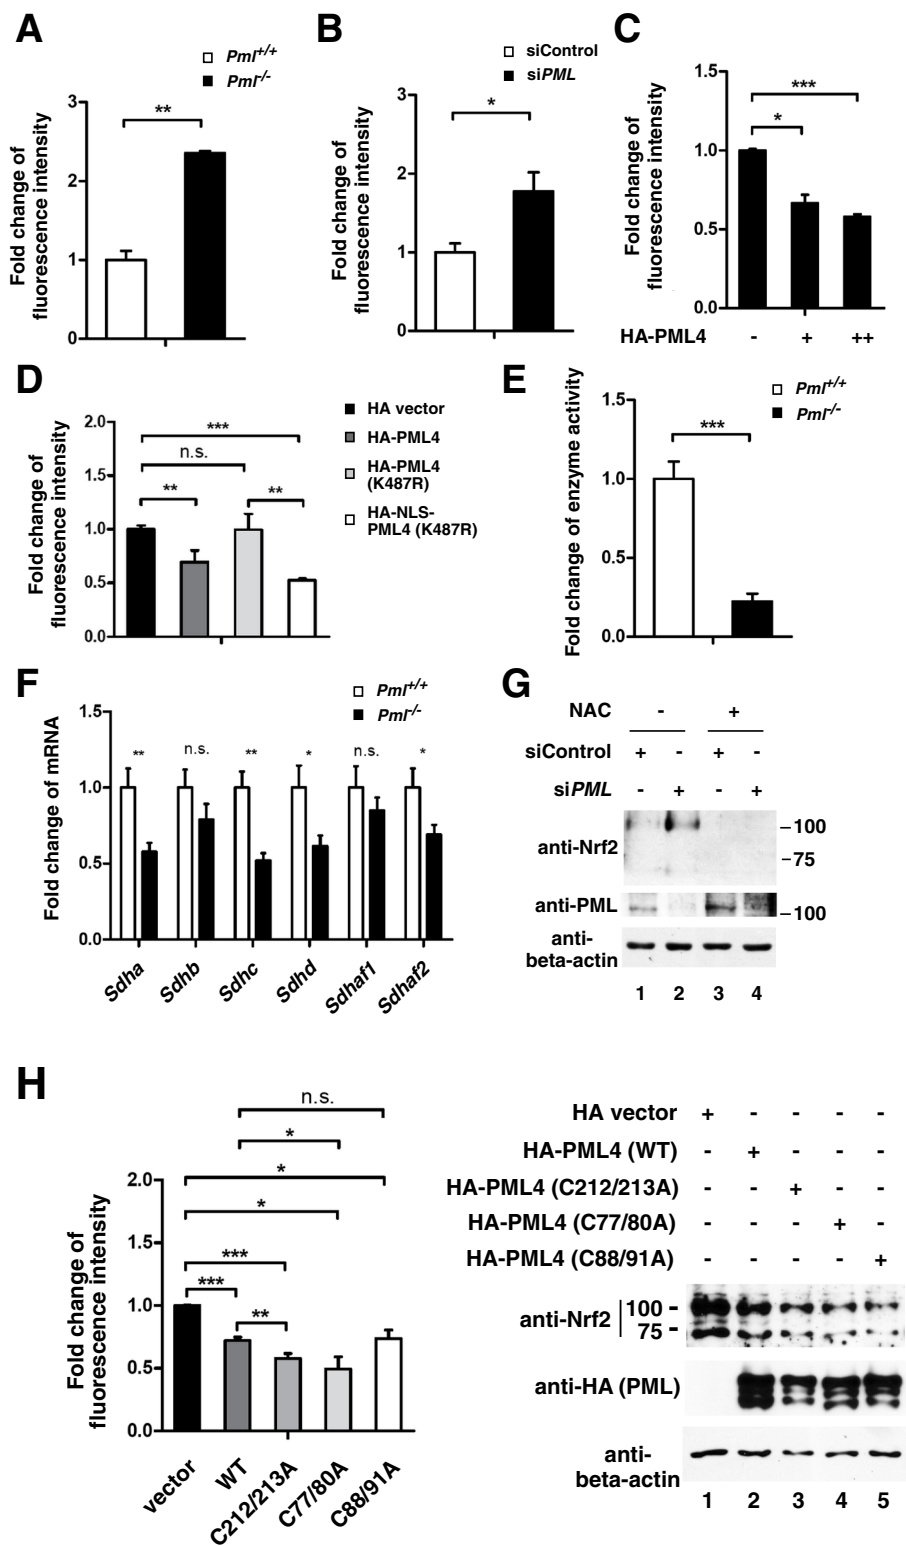 A
Pml+/+
Pml-/-
Fold change of
fluorescence intensity
3
2
1
0
**
B
siControl
siPML
Fold change of
fluorescence intensity
3
2
1
0
*
C
Fold change of
fluorescence intensity
1.5
1.0
0.5
0.0
***
*
HA-PML4 - + ++
D
HA vector
HA-PML4
HA-PML4
(K487R)
HA-NLS-
PML4 (K487R)
Fold change of
fluorescence intensity
2.0
1.5
1.0
0.5
0.0
***
n.s.
** **
E
Pml+/+
Pml-/-
Fold change of enzyme activity
1.5
1.0
0.5
0.0
***
F
Pml+/+
Pml-/-
Fold change of mRNA
1.5
1.0
0.5
0.0
** n.s. ** * n.s. *
Sdha Sdhb Sdhc Sdhd Sdhaf1 Sdhaf2
G
NAC - +
siControl + - + -
siPML - + - +
anti-Nrf2
100
75
anti-PML
100
anti-
beta-actin
1 2 3 4
H
Fold change of
fluorescence intensity
2.0
1.5
1.0
0.5
0.0
n.s.
*
*
*
***
***
**
vector WT C212/213A C77/80A C88/91A
HA vector + - - - -
HA-PML4 (WT) - + - - -
HA-PML4 (C212/213A) - - + - -
HA-PML4 (C77/80A) - - - + -
HA-PML4 (C88/91A) - - - - +
anti-Nrf2
100
75
anti-HA (PML)
anti-
beta-actin
1 2 3 4 5